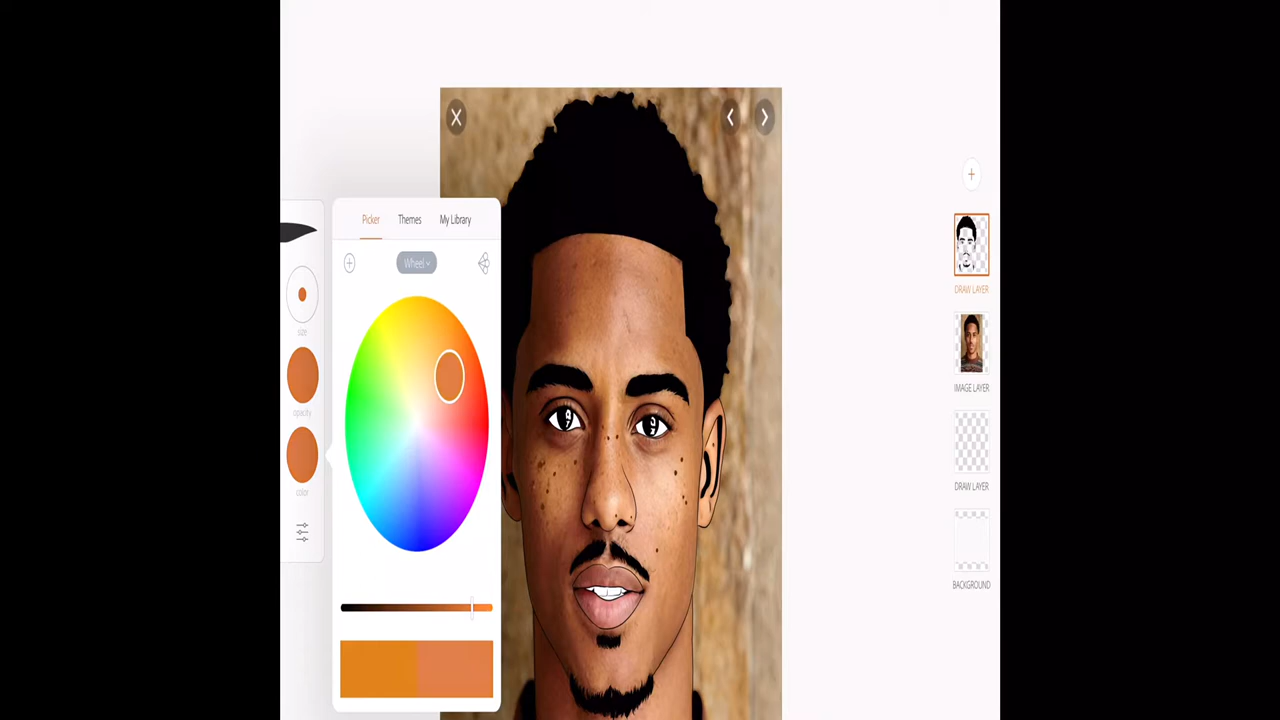 Picker Themes My Library
Wheel
size
opacity
color
DRAW LAYER
IMAGE LAYER
DRAW LAYER
BACKGROUND